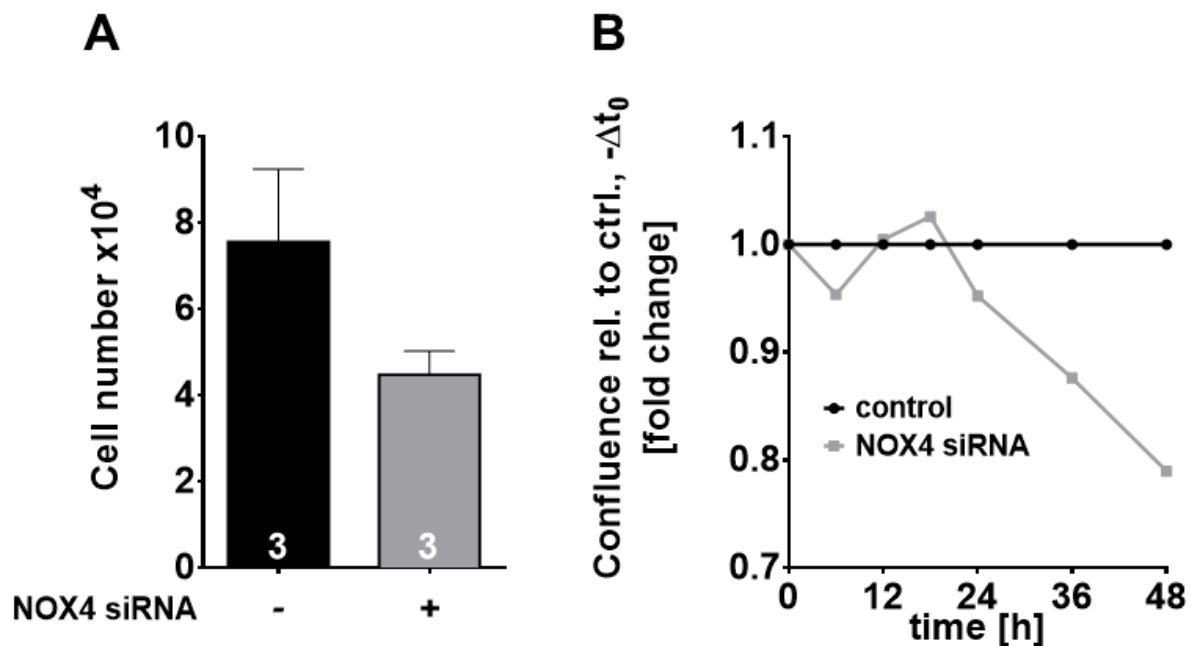 A
Cell number x10⁴
10
8
6
4
2
0
3
3
NOX4 siRNA - +
B
Confluence rel. to ctrl., -Δt₀
[fold change]
1.1
1.0
0.9
0.8
0.7
control
NOX4 siRNA
0 12 24 36 48
time [h]